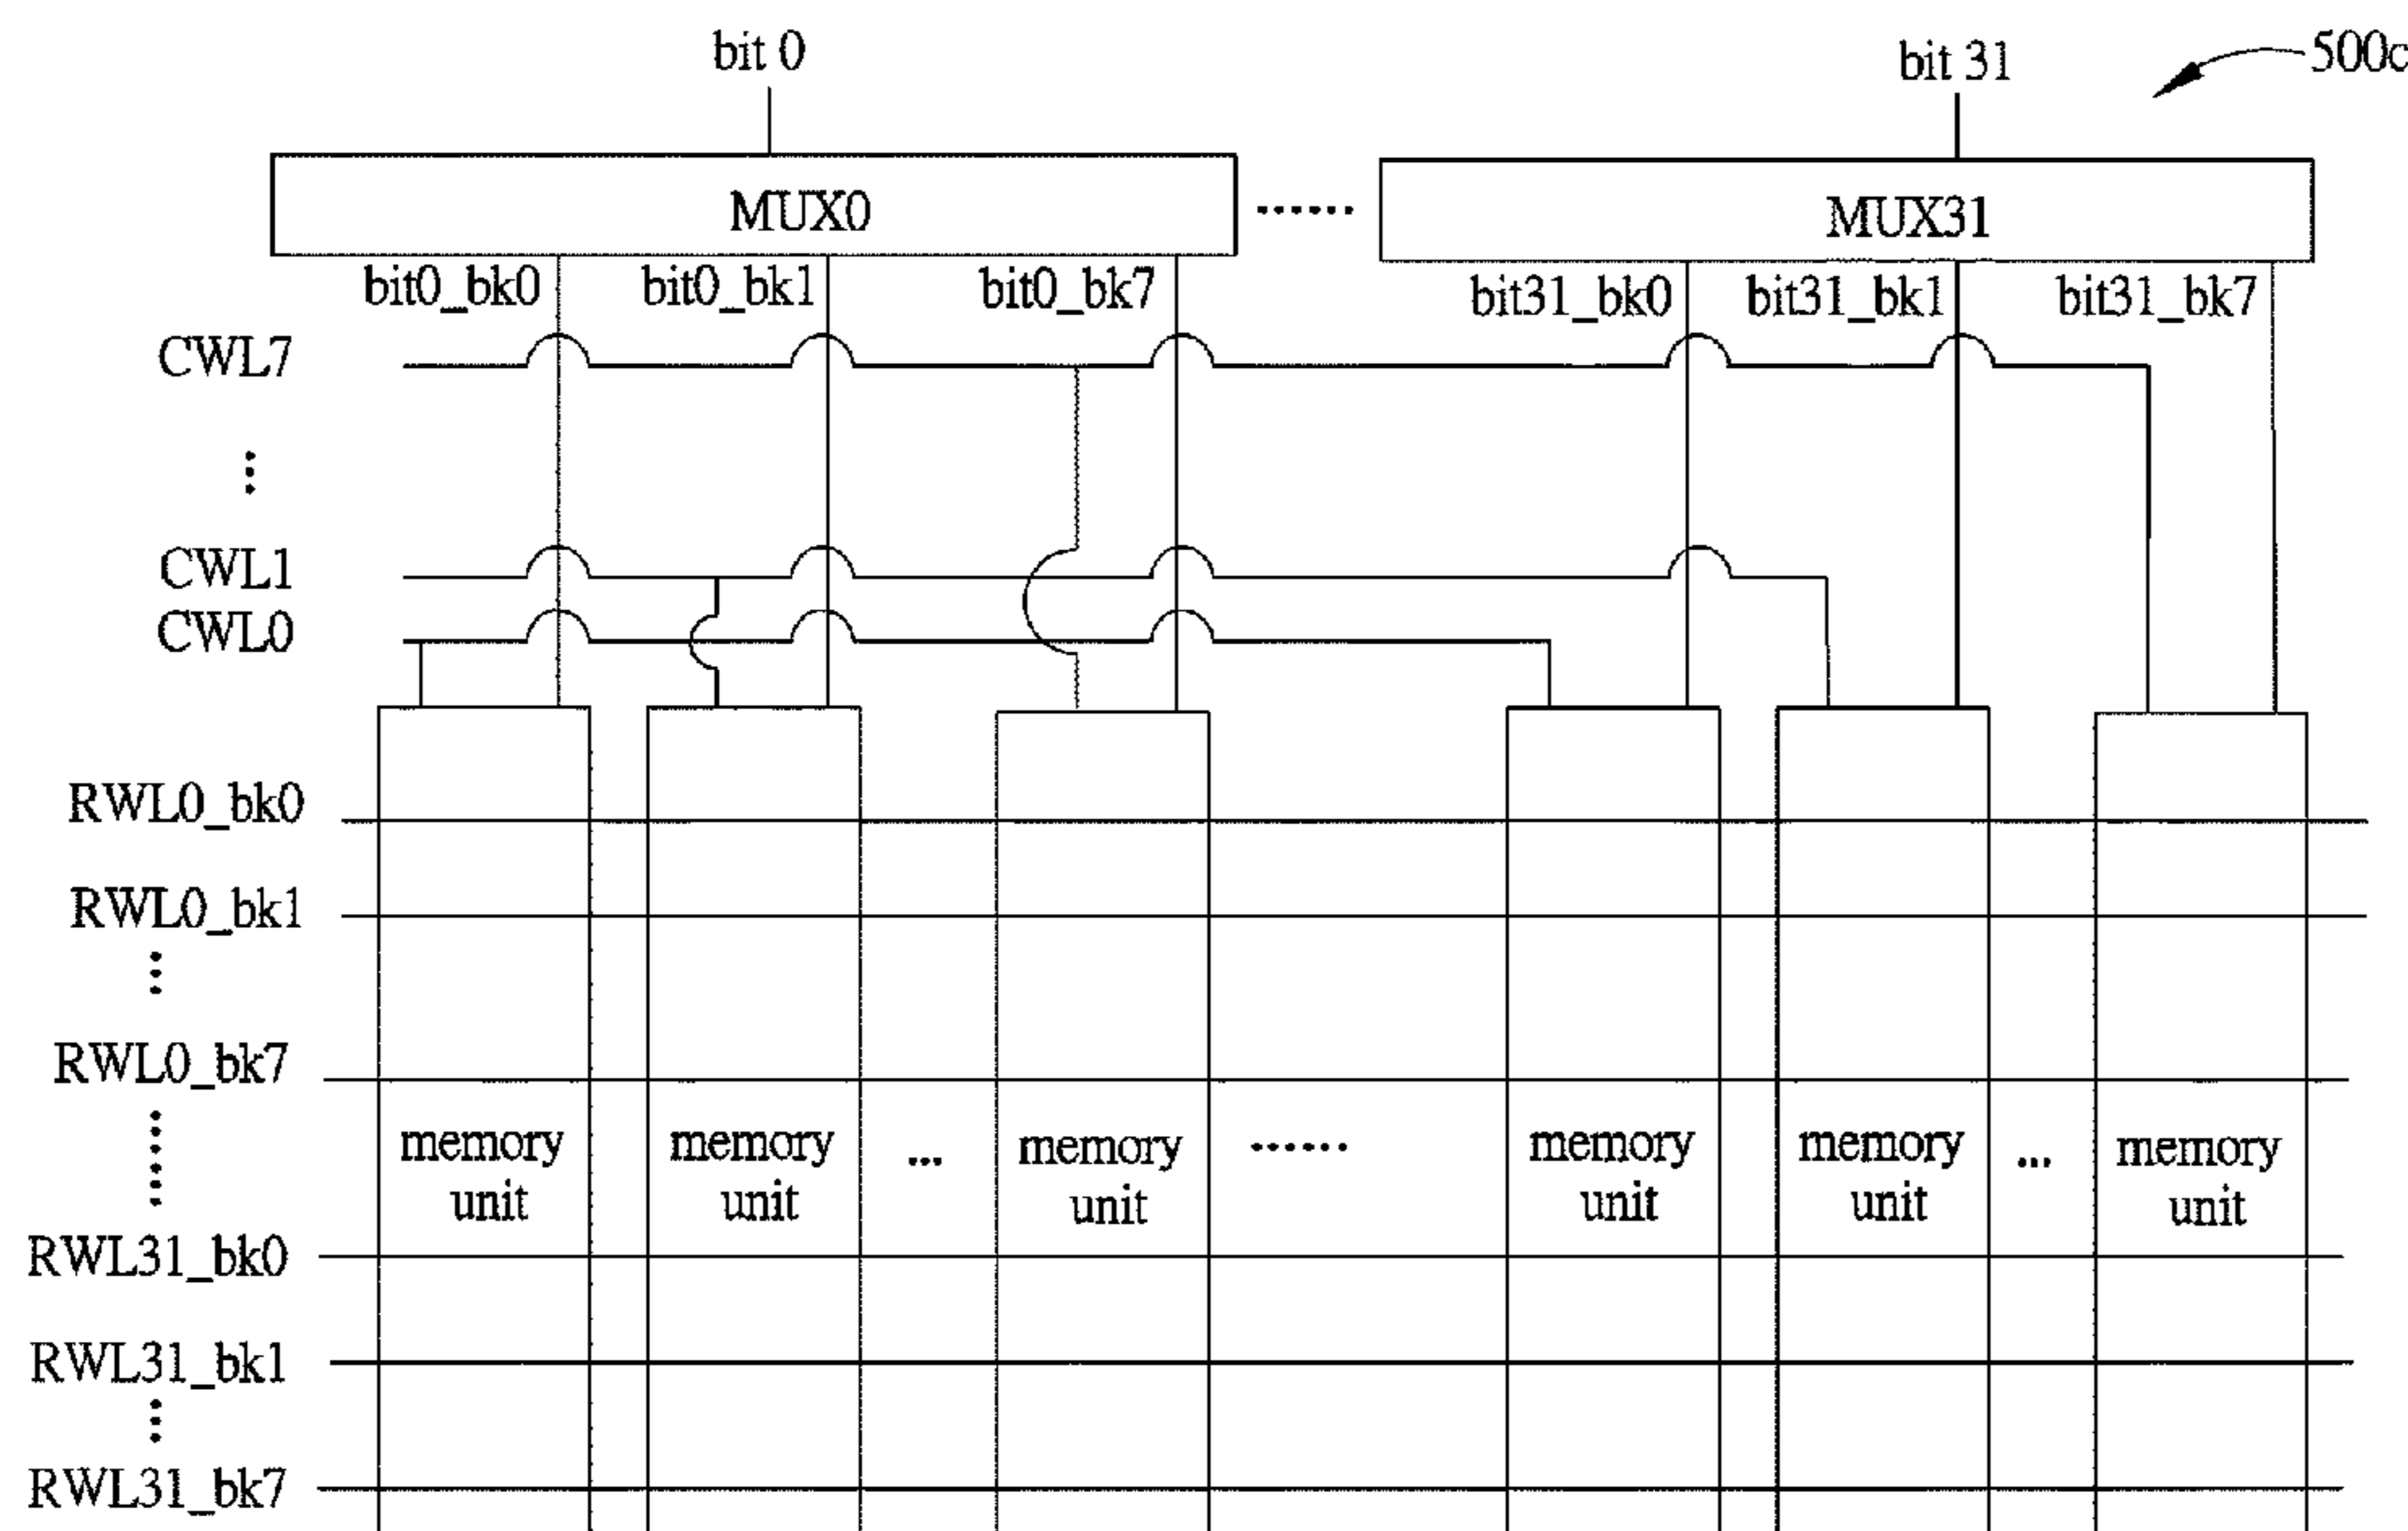 bit 0
bit 31
500c
MUX0
......
MUX31
bit0_bk0
bit0_bk1
bit0_bk7
bit31_bk0
bit31_bk1
bit31_bk7
CWL7
CWL1
CWL0
RWL0_bk0
RWL0_bk1
RWL0_bk7
memory
unit
memory
unit
...
memory
unit
......
memory
unit
memory
unit
...
memory
unit
RWL31_bk0
RWL31_bk1
RWL31_bk7